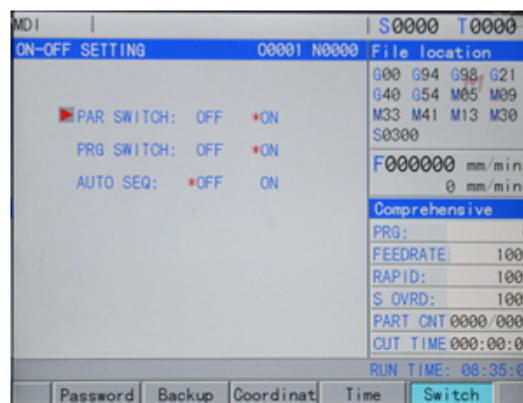 MDI S0000 T0000
ON-OFF SETTING O0001 N0000
PAR SWITCH: OFF *ON
PRG SWITCH: OFF *ON
AUTO SEQ: *OFF ON
File location
G00 G94 G98 G21
G40 G54 M05 M09
M33 M41 M13 M30
S0300
F000000 mm/min
0 mm/min
Comprehensive
PRG:
FEEDRATE: 100
RAPID: 100
S OVRD: 100
PART CNT 0000/000
CUT TIME 000:00:0
RUN TIME: 08:35:0
Password Backup Coordinat Time Switch